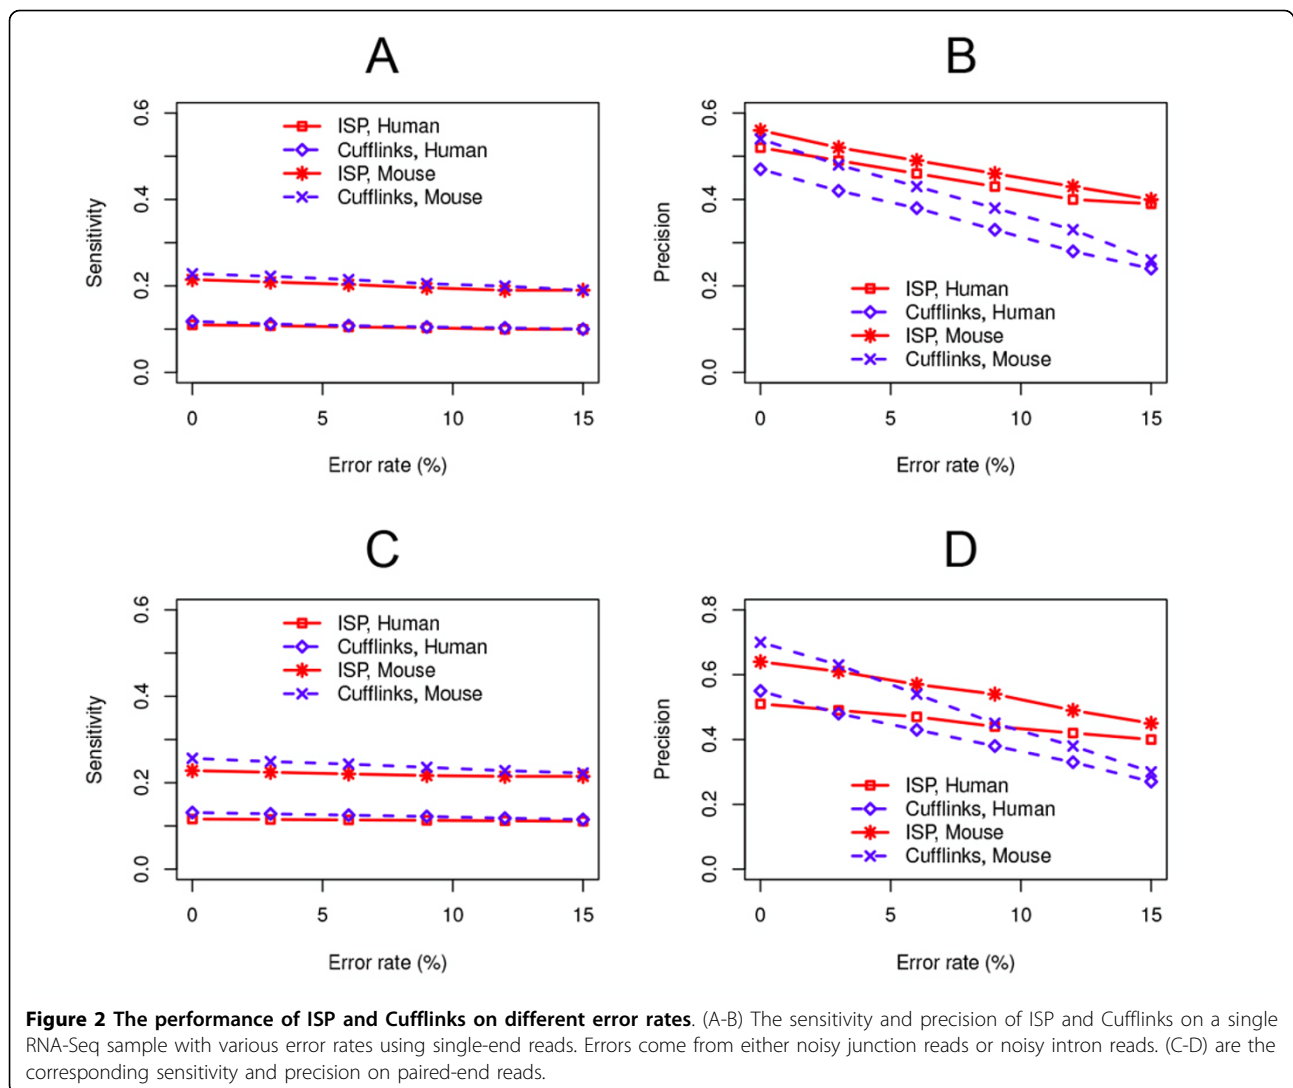 A
0.6
0.4
0.2
0.0
Sensitivity
ISP, Human
Cufflinks, Human
ISP, Mouse
Cufflinks, Mouse
0
5
10
15
Error rate (%)
B
0.6
0.4
0.2
0.0
Precision
ISP, Human
Cufflinks, Human
ISP, Mouse
Cufflinks, Mouse
0
5
10
15
Error rate (%)
C
0.6
0.4
0.2
0.0
Sensitivity
ISP, Human
Cufflinks, Human
ISP, Mouse
Cufflinks, Mouse
0
5
10
15
Error rate (%)
D
0.8
0.6
0.4
0.2
0.0
Precision
ISP, Human
Cufflinks, Human
ISP, Mouse
Cufflinks, Mouse
0
5
10
15
Error rate (%)
Figure 2 The performance of ISP and Cufflinks on different error rates. (A-B) The sensitivity and precision of ISP and Cufflinks on a single
RNA-Seq sample with various error rates using single-end reads. Errors come from either noisy junction reads or noisy intron reads. (C-D) are the
corresponding sensitivity and precision on paired-end reads.